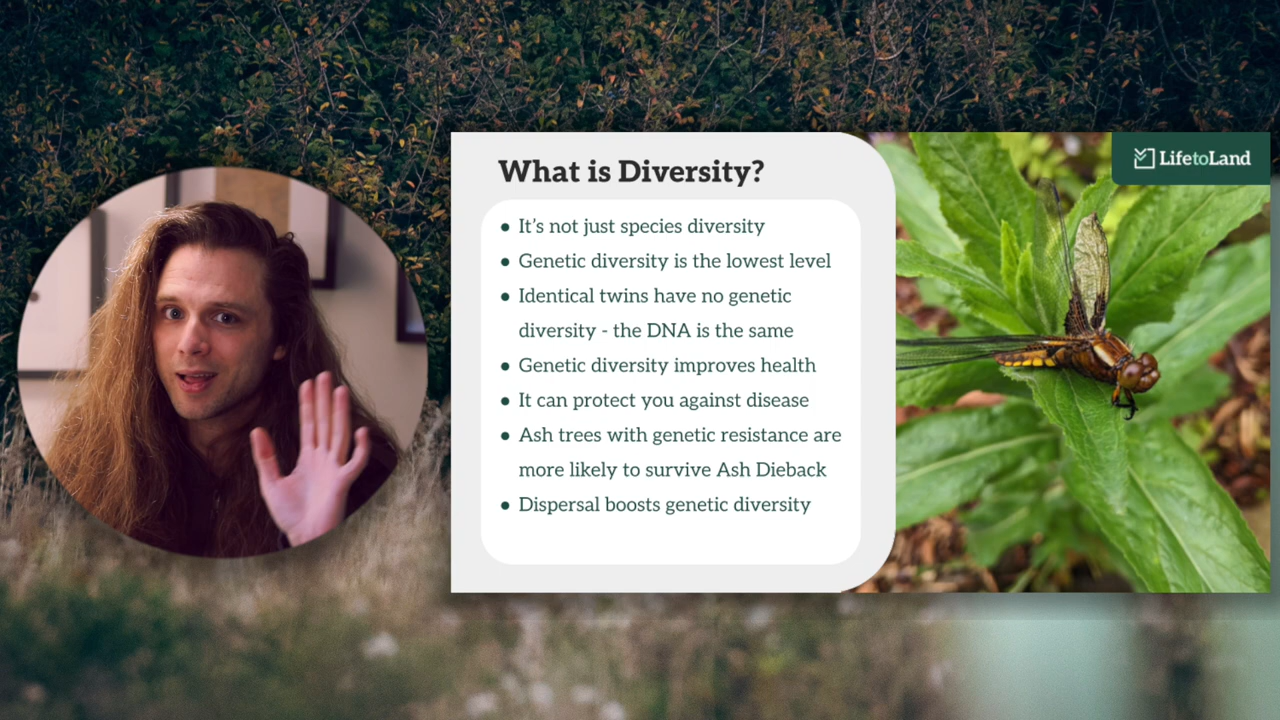 LifetoLand
What is Diversity?
● It’s not just species diversity
● Genetic diversity is the lowest level
● Identical twins have no genetic
diversity - the DNA is the same
● Genetic diversity improves health
● It can protect you against disease
● Ash trees with genetic resistance are
more likely to survive Ash Dieback
● Dispersal boosts genetic diversity